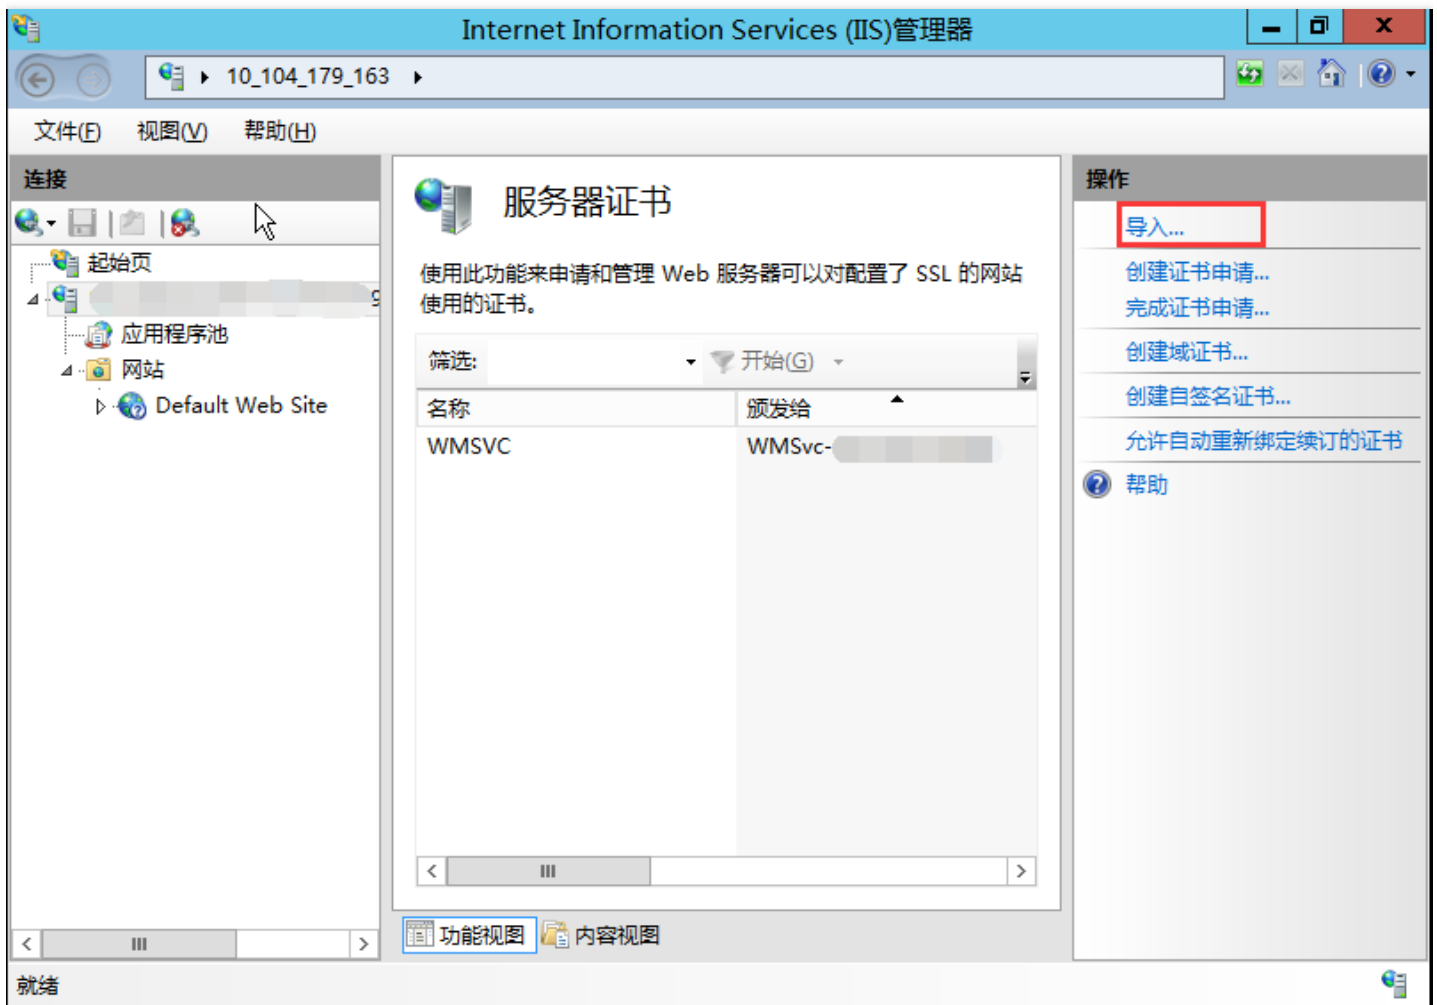 Internet Information Services (IIS)管理器
10_104_179_163
文件(F) 视图(V) 帮助(H)
连接
起始页
9
应用程序池
网站
Default Web Site
服务器证书
使用此功能来申请和管理 Web 服务器可以对配置了 SSL 的网站
使用的证书。
筛选: 开始(G)
名称 颁发给
WMSVC WMSvc-
功能视图 内容视图
操作
导入...
创建证书申请...
完成证书申请...
创建域证书...
创建自签名证书...
允许自动重新绑定续订的证书
帮助
就绪